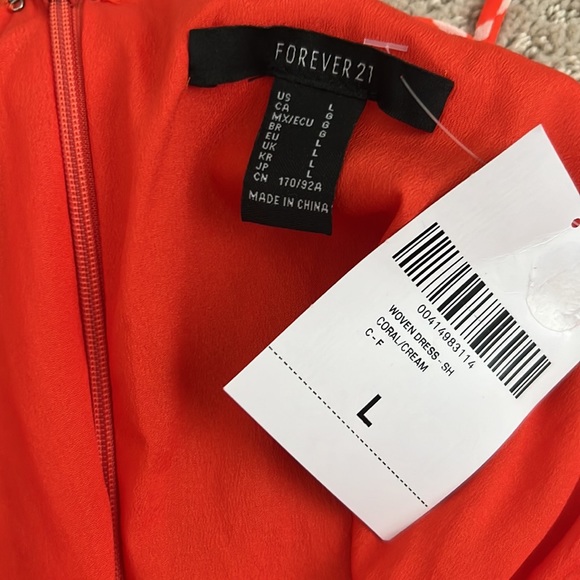 FOREVER 21
US L
CA G
MX/ECU G
BR G
EU L
UK L
KR L
JP L
CN 170/92A
MADE IN CHINA
00414983114
WOVEN DRESS-SH
CORAL/CREAM
C-F
L